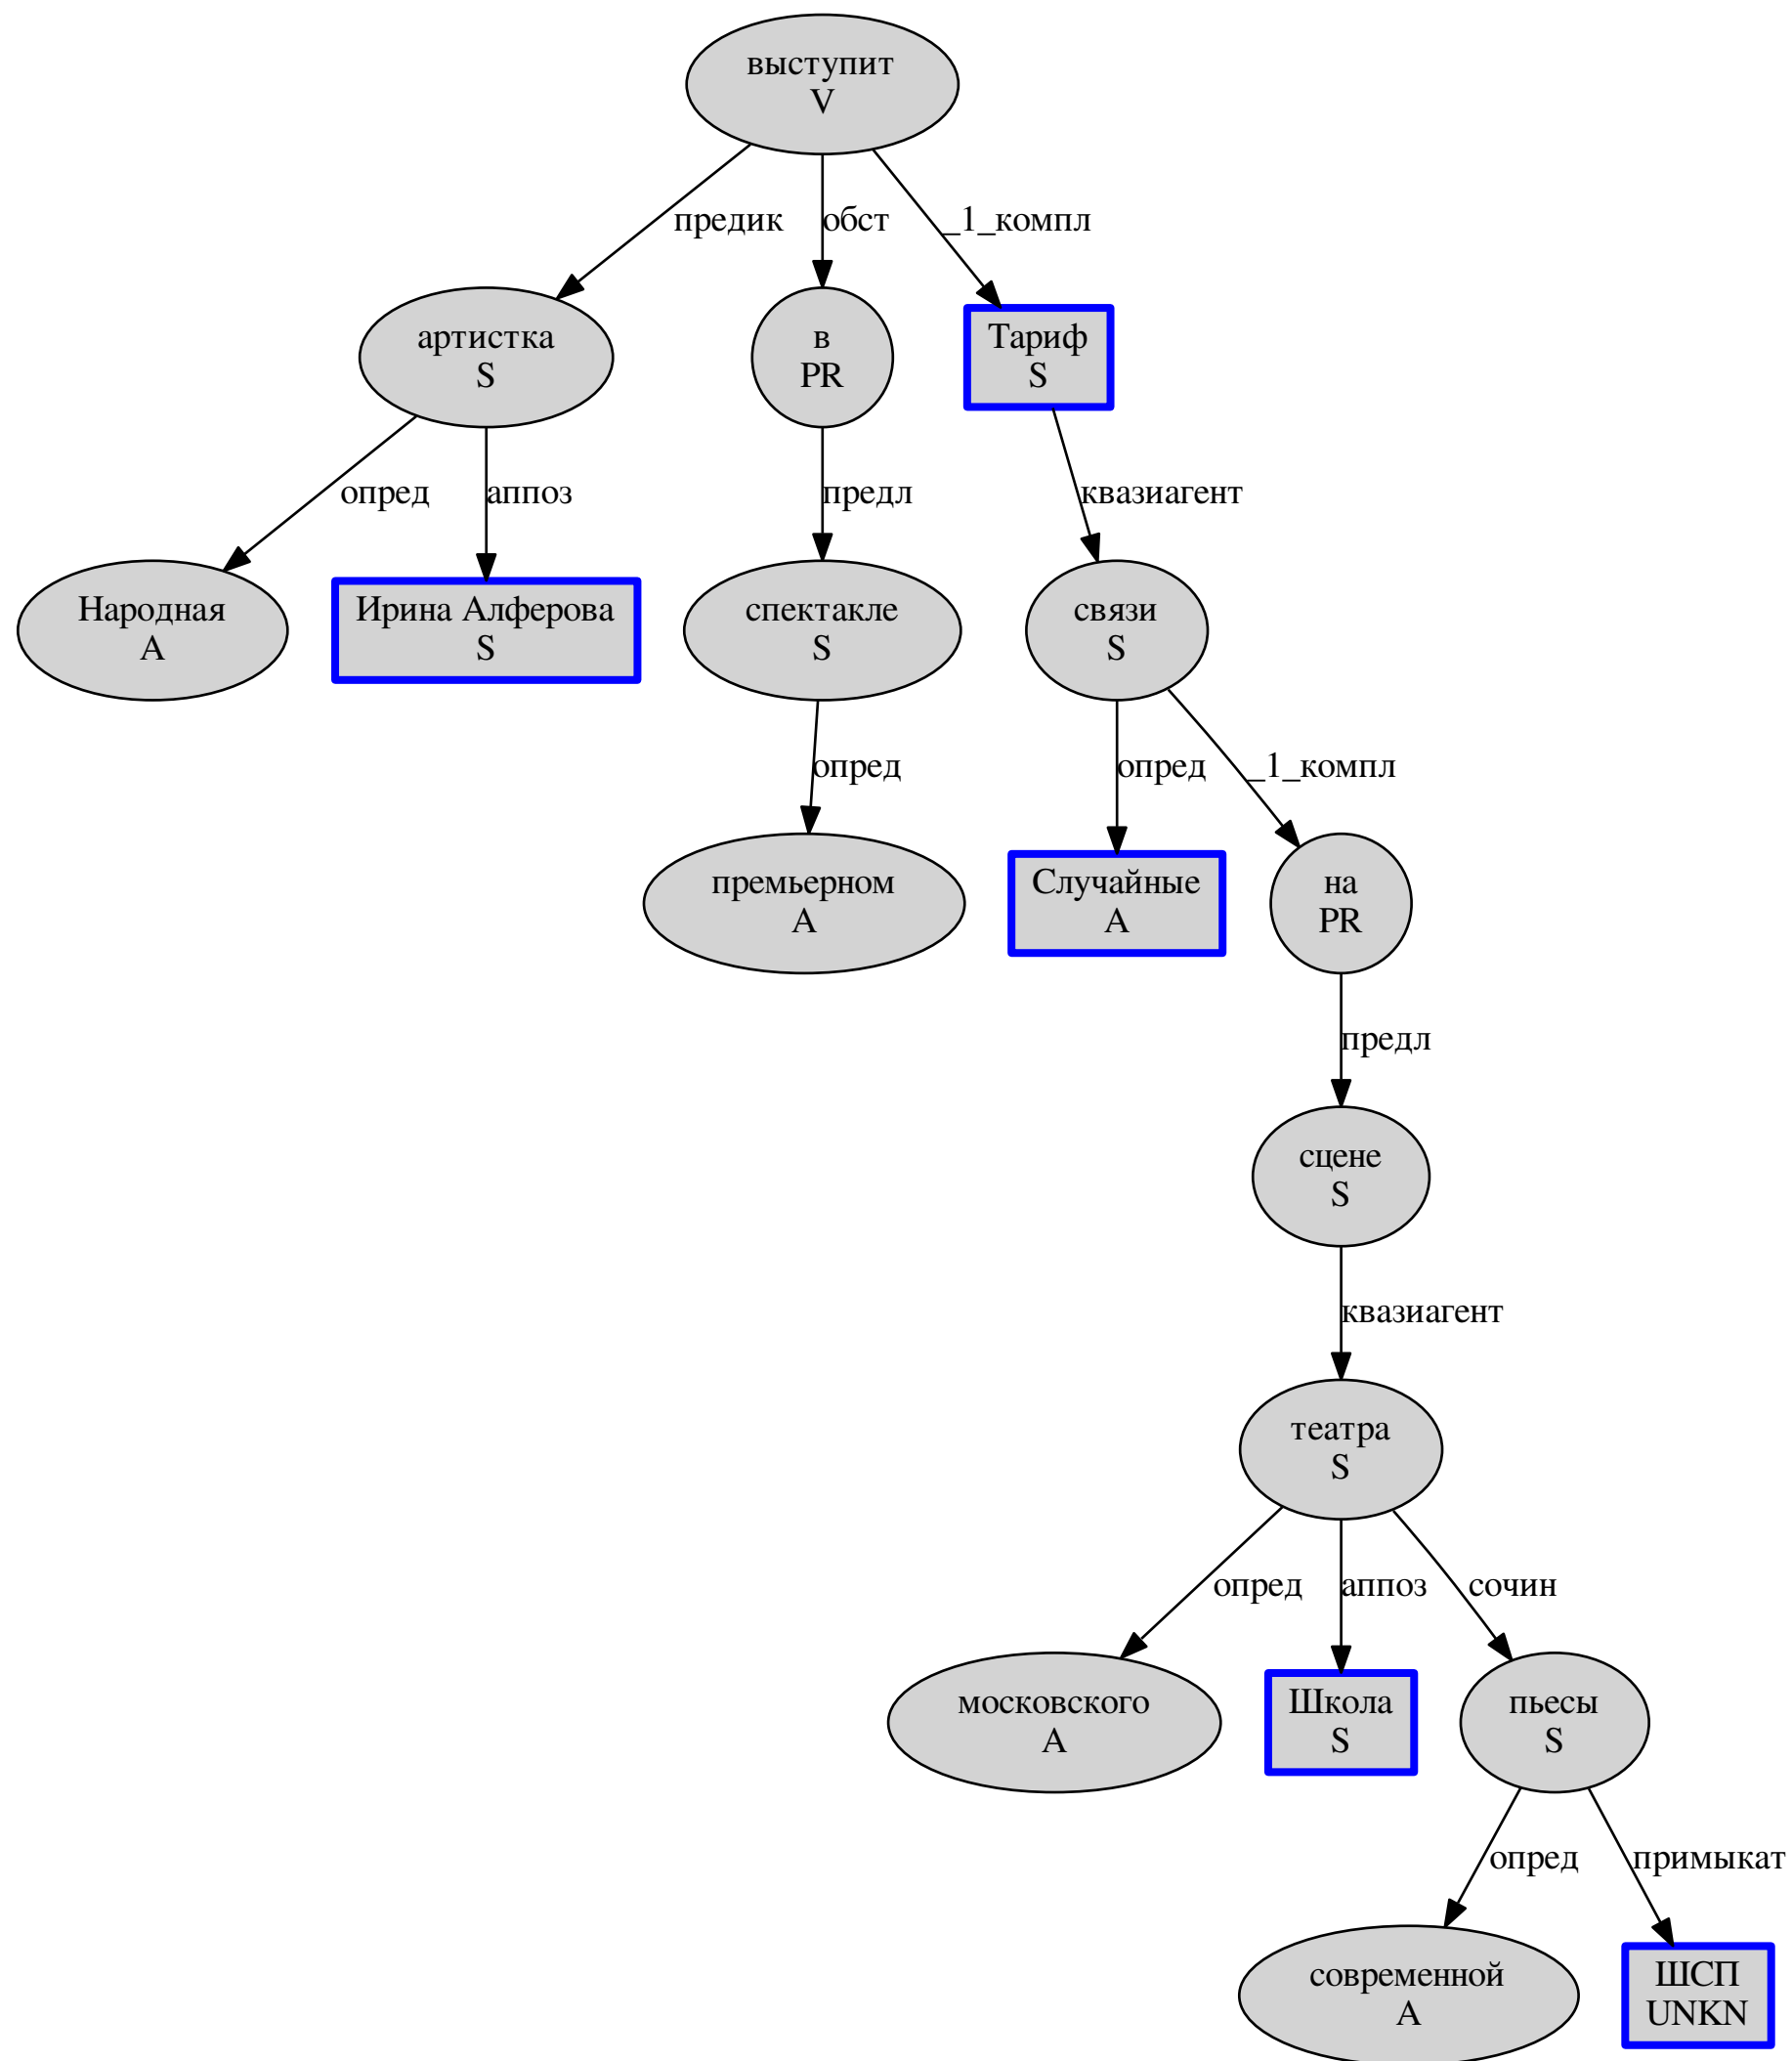 выступит
V
предик
обст
_1_компл
артистка
S
в
PR
Тариф
S
опред
аппоз
предл
квазиагент
Народная
A
Ирина Алферова
S
спектакле
S
связи
S
опред
опред
_1_компл
премьерном
A
Случайные
A
на
PR
предл
сцене
S
квазиагент
театра
S
опред
аппоз
сочин
московского
A
Школа
S
пьесы
S
опред
примыкат
современной
A
ШСП
UNKN